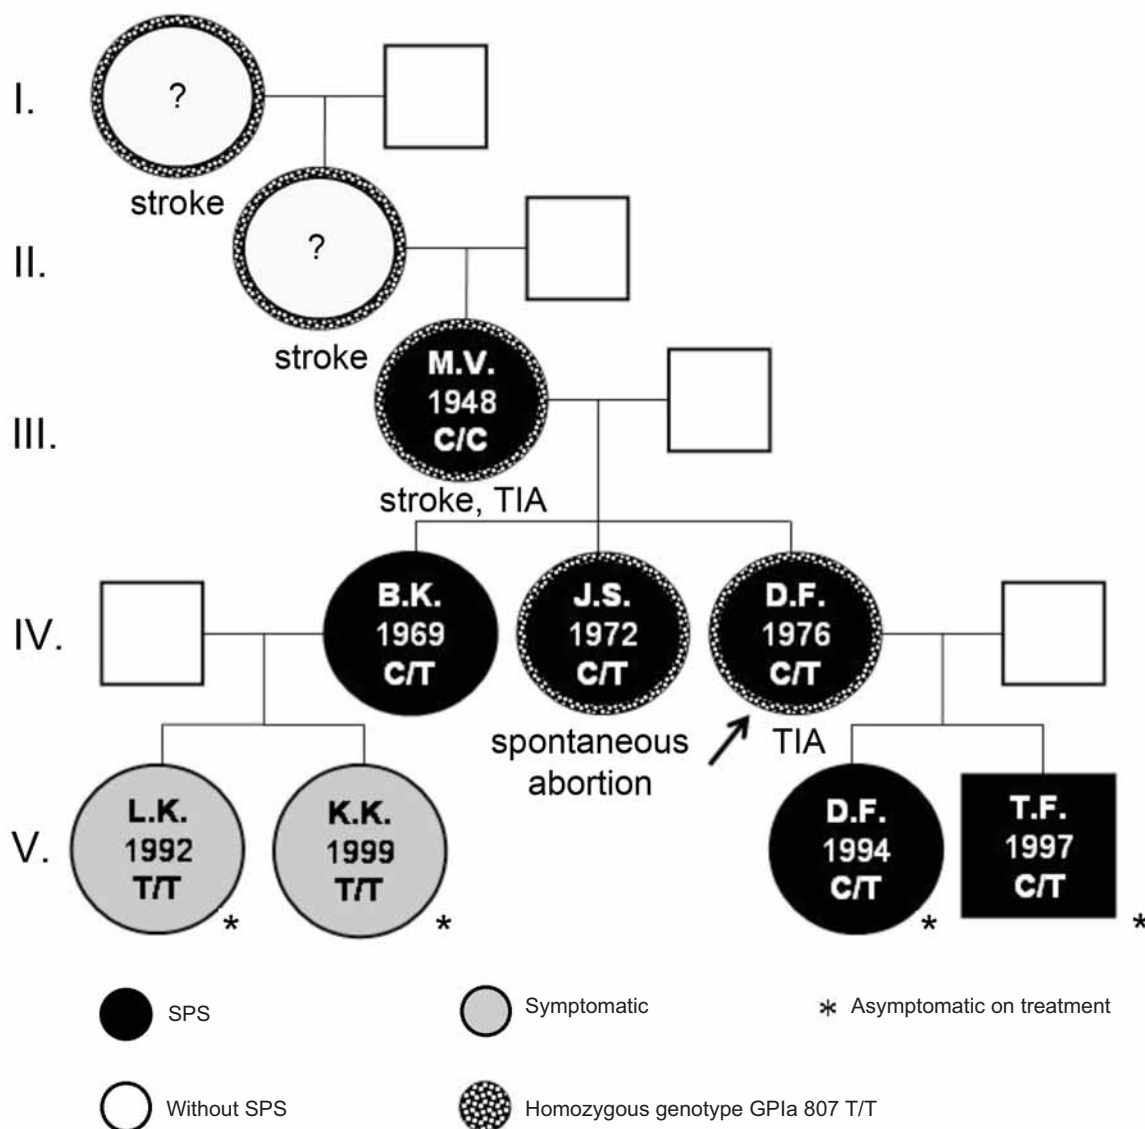 I.
?
stroke
II.
?
stroke
III.
M.V.
1948
C/C
stroke, TIA
IV.
B.K.
1969
C/T
J.S.
1972
C/T
spontaneous
abortion
D.F.
1976
C/T
TIA
V.
L.K.
1992
T/T
*
K.K.
1999
T/T
*
D.F.
1994
C/T
*
T.F.
1997
C/T
*
SPS
Symptomatic
* Asymptomatic on treatment
Without SPS
Homozygous genotype GPIa 807 T/T